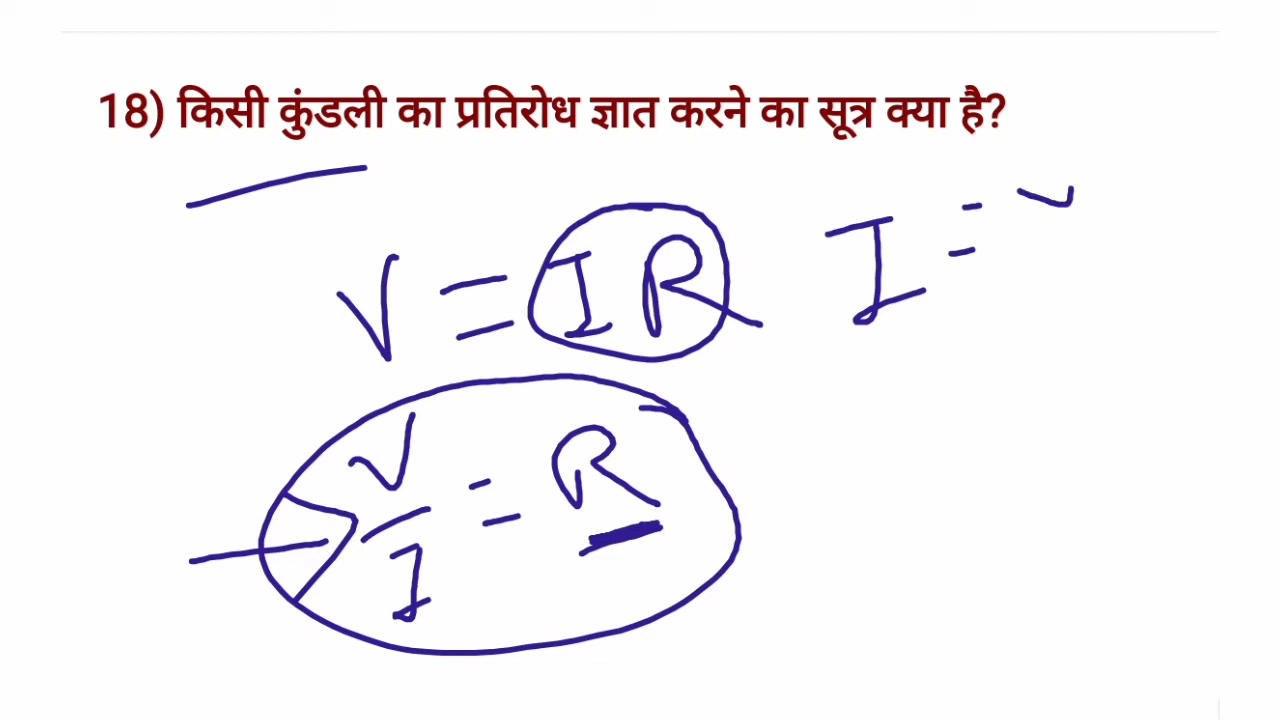 18) किसी कुंडली का प्रतिरोध ज्ञात करने का सूत्र क्या है?
V = IR I =
V/I = R